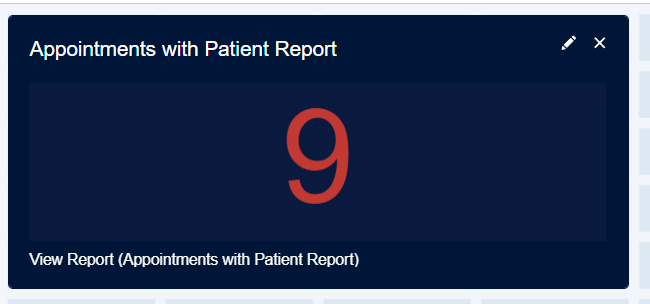 Appointments with Patient Report
9
View Report (Appointments with Patient Report)